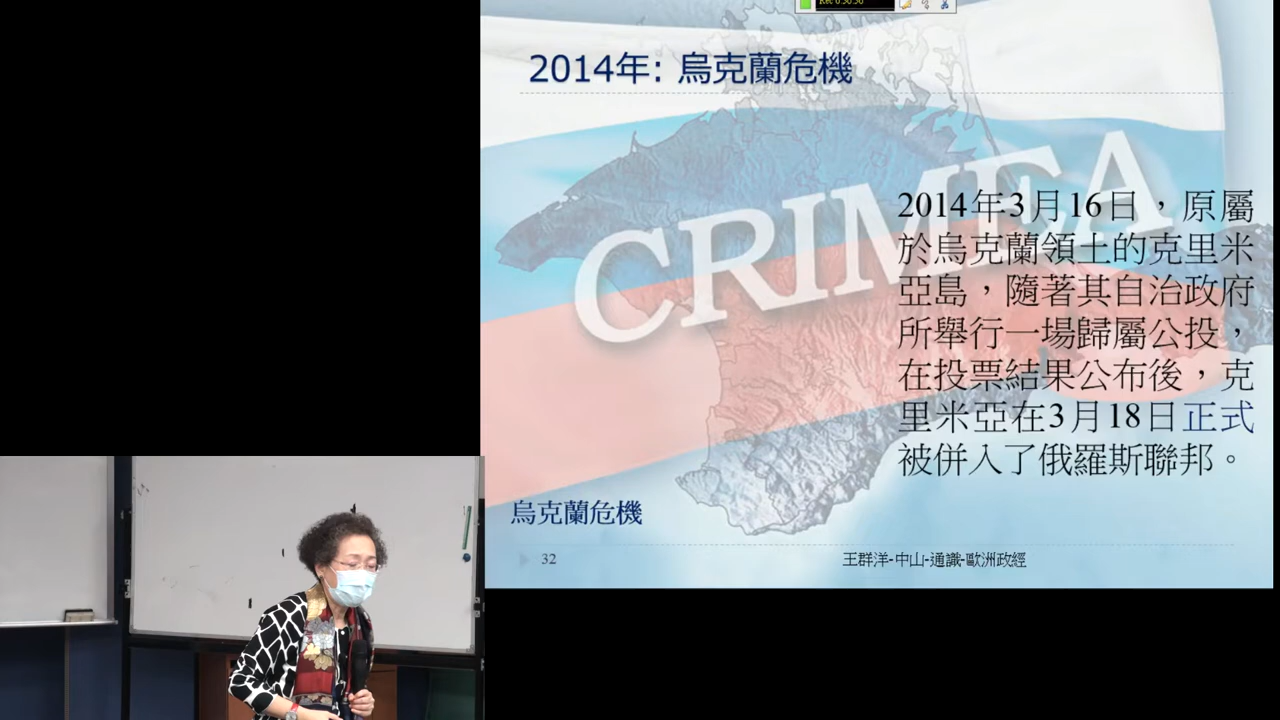 Rec 0:50:50
2014年: 烏克蘭危機
CRIMEA
2014年3月16日，原屬
於烏克蘭領土的克里米
亞島，隨著其自治政府
所舉行一場歸屬公投，
在投票結果公布後，克
里米亞在3月18日正式
被併入了俄羅斯聯邦。
烏克蘭危機
32
王群洋-中山-通識-歐洲政經